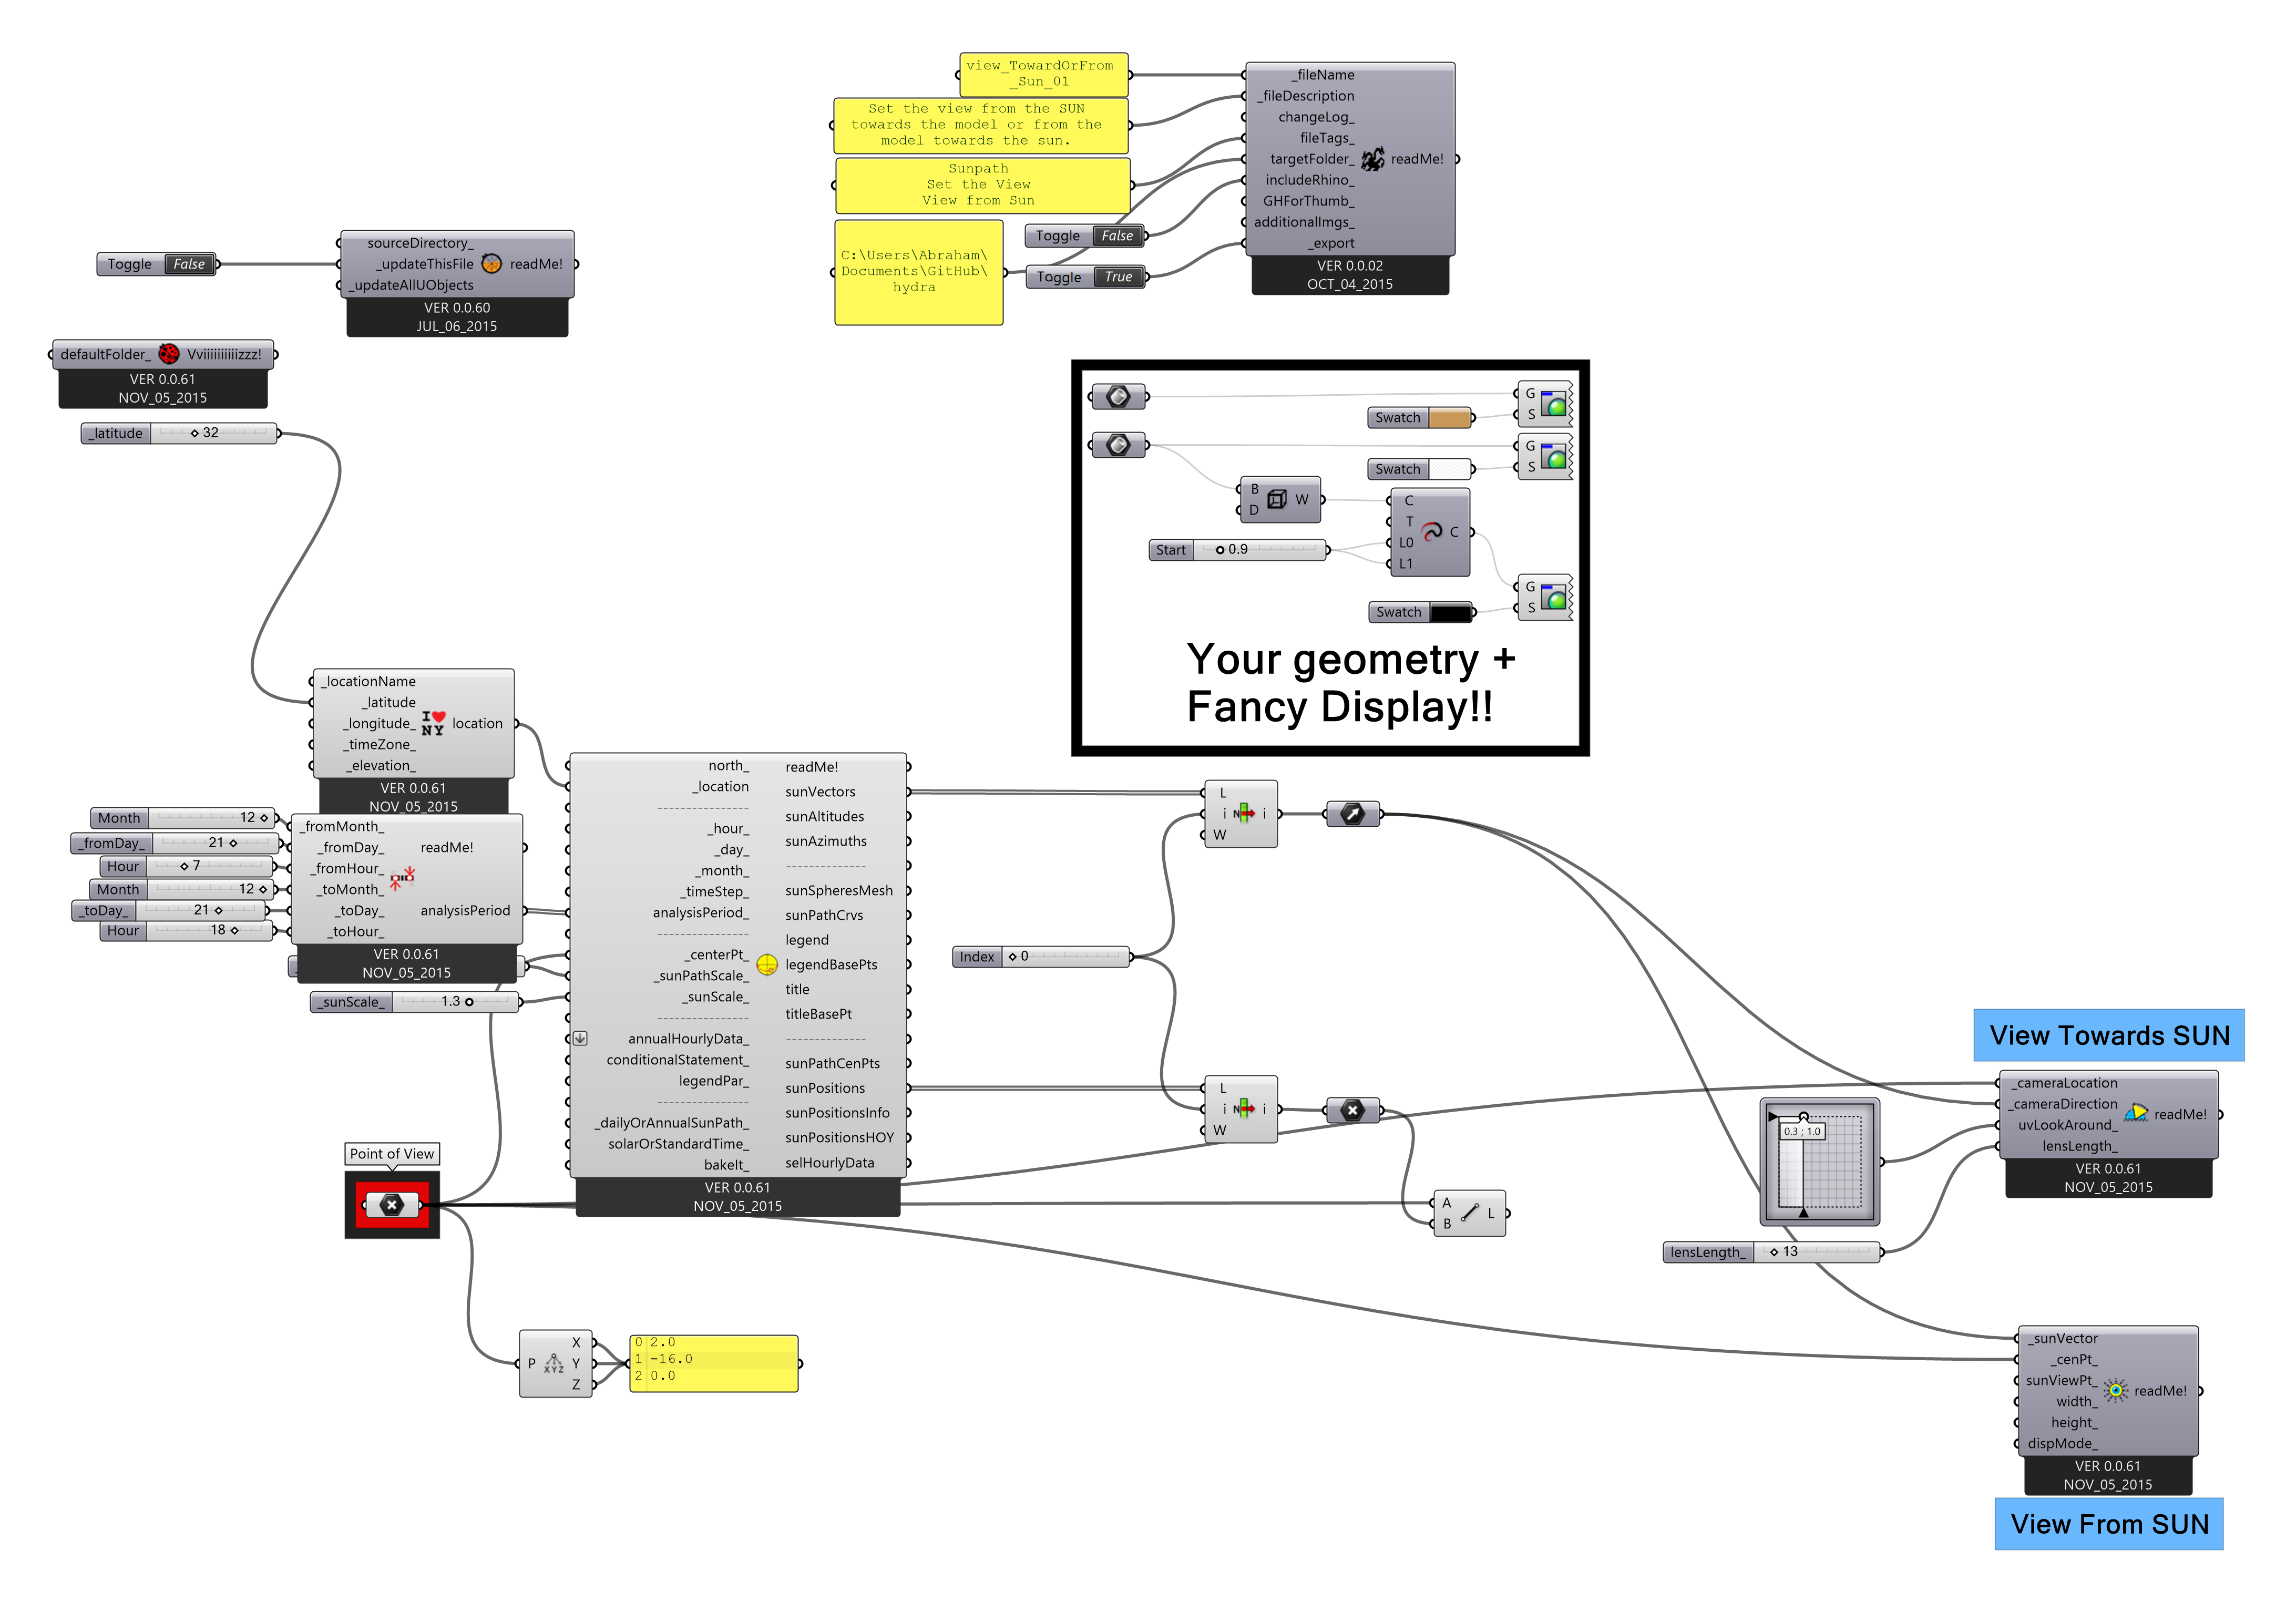 view_TowardOrFrom
_Sun_01
Set the view from the SUN
towards the model or from the
model towards the sun.
Sunpath
Set the View
View from Sun
C:\Users\Abraham\
Documents\GitHub\
hydra
Toggle False
Toggle True
_fileName
_fileDescription
changeLog_
fileTags_
targetFolder_
includeRhino_
GHForThumb_
additionalImgs_
_export
readMe!
VER 0.0.02
OCT_04_2015
Toggle False
sourceDirectory_
_updateThisFile
_updateAllUObjects
readMe!
VER 0.0.60
JUL_06_2015
defaultFolder_ Vviiiiiiiiiizzz!
VER 0.0.61
NOV_05_2015
_latitude 32
G
S
Swatch
G
S
Swatch
B
D
W
C
T
L0
L1
C
Start 0.9
G
S
Swatch
Your geometry +
Fancy Display!!
_locationName
_latitude
_longitude_
_timeZone_
_elevation_
location
I
NY
VER 0.0.61
NOV_05_2015
Month 12
_fromDay_ 21
Hour 7
Month 12
_toDay_ 21
Hour 18
_fromMonth_
_fromDay_
_fromHour_
_toMonth_
_toDay_
_toHour_
readMe!
analysisPeriod
VER 0.0.61
NOV_05_2015
_sunScale_ 1.3
north_
_location
---------------
_hour_
_day_
_month_
_timeStep_
analysisPeriod_
---------------
_centerPt_
_sunPathScale_
_sunScale_
---------------
annualHourlyData_
conditionalStatement_
legendPar_
---------------
_dailyOrAnnualSunPath_
solarOrStandardTime_
bakeIt_
readMe!
sunVectors
sunAltitudes
sunAzimuths
-------------
sunSpheresMesh
sunPathCrvs
legend
legendBasePts
title
titleBasePt
-------------
sunPathCenPts
sunPositions
sunPositionsInfo
sunPositionsHOY
selHourlyData
VER 0.0.61
NOV_05_2015
L
i
W
N
i
Index 0
L
i
W
N
i
Point of View
A
B
L
P
XYZ
X
Y
Z
0 2.0
1 -16.0
2 0.0
View Towards SUN
_cameraLocation
_cameraDirection
uvLookAround_
lensLength_
readMe!
VER 0.0.61
NOV_05_2015
0.3 ; 1.0
lensLength_ 13
_sunVector
_cenPt_
sunViewPt_
width_
height_
dispMode_
readMe!
VER 0.0.61
NOV_05_2015
View From SUN